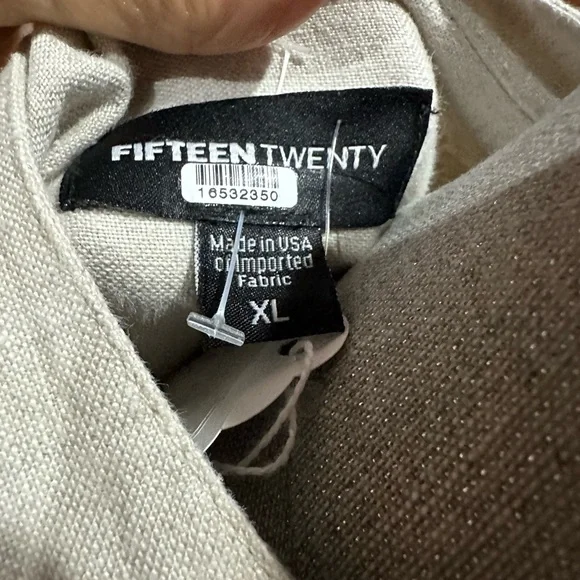 FIFTEEN TWENTY
16532350
Made in USA
of Imported
Fabric
XL